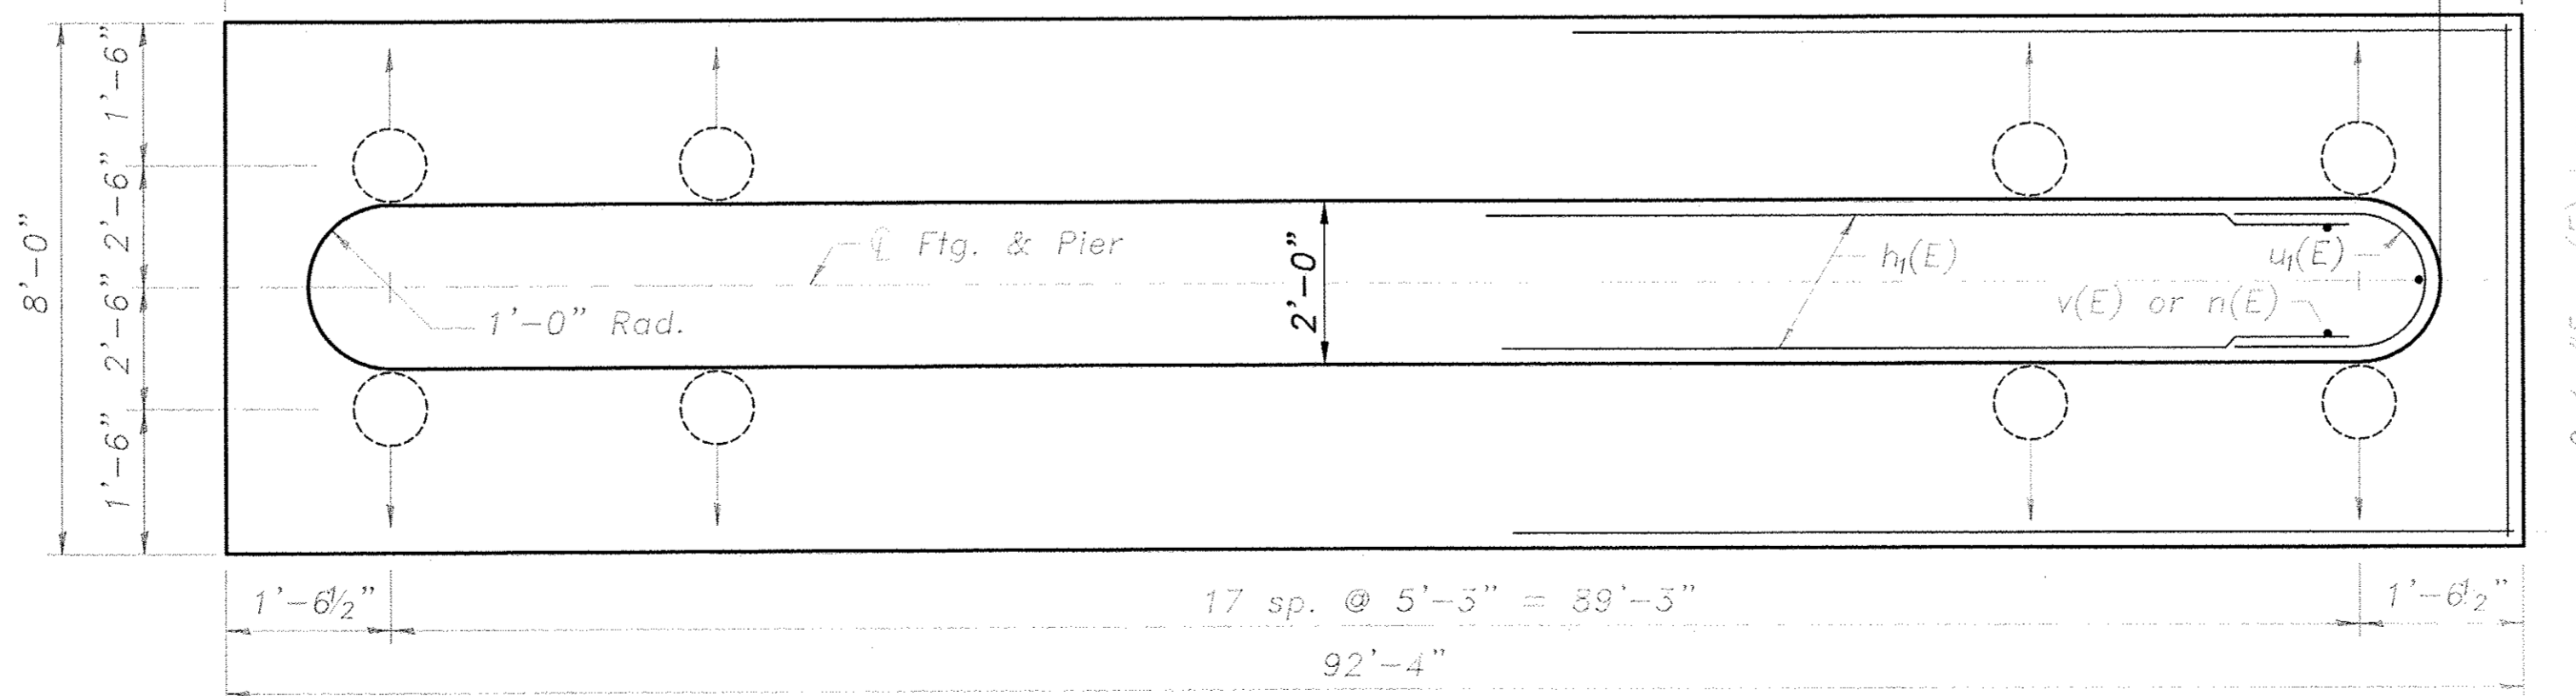 1'-6"
2'-6"
2'-6"
1'-6"
8'-0"
℄ Ftg. & Pier
1'-0" Rad.
2'-0"
h₁(E)
u₁(E)
v(E) or n(E)
1'-6½"
17 sp. @ 5'-3" = 89'-3"
1'-6½"
92'-4"